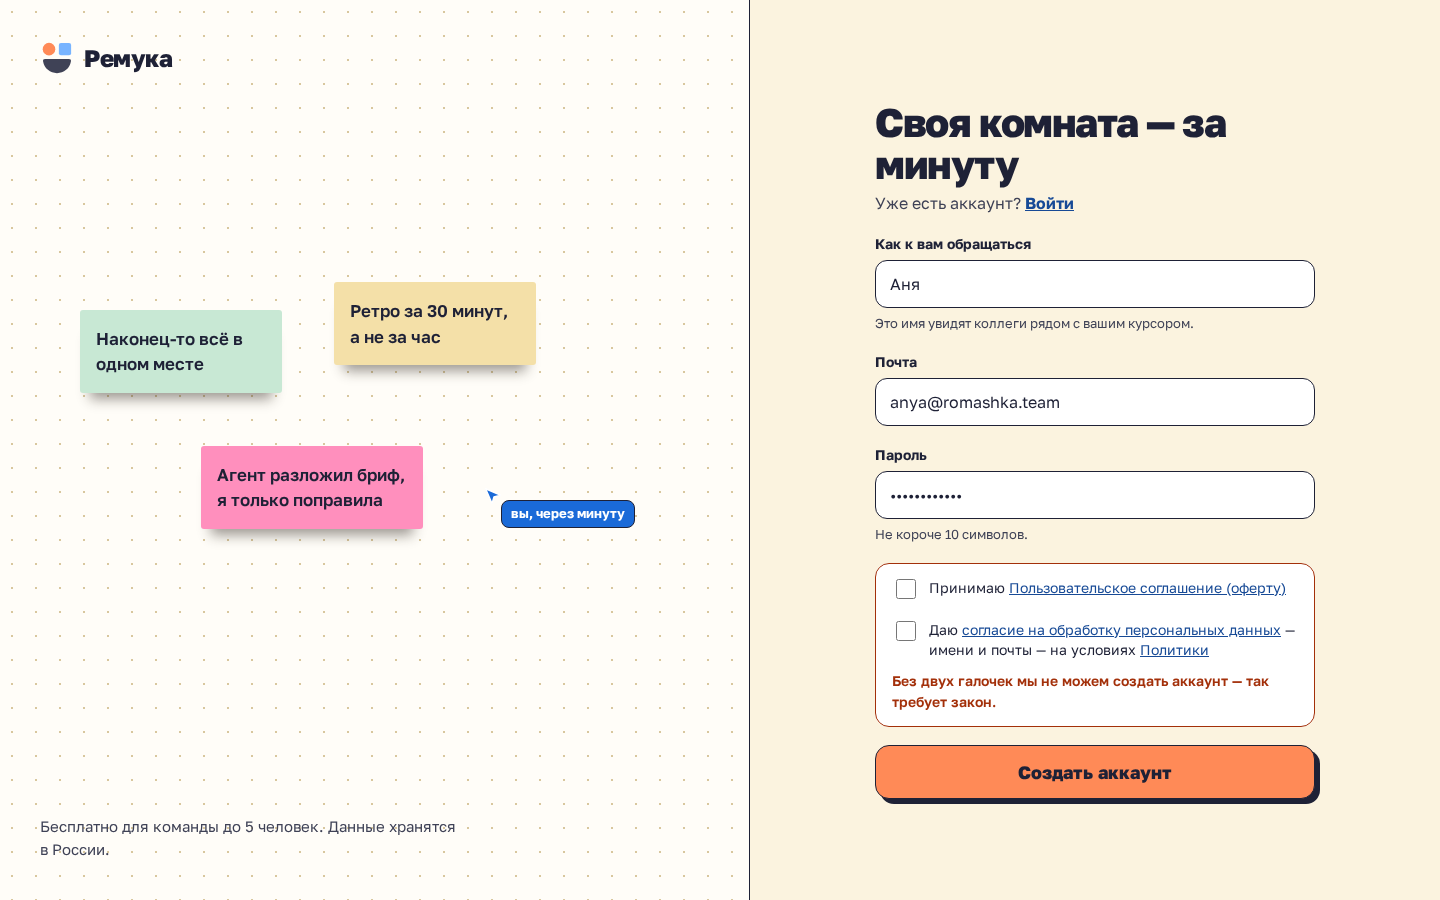 Ремука
Наконец-то всё в
одном месте
Ретро за 30 минут,
а не за час
Агент разложил бриф,
я только поправила
вы, через минуту
Бесплатно для команды до 5 человек. Данные хранятся
в России.
Своя комната — за
минуту
Уже есть аккаунт? Войти
Как к вам обращаться
Аня
Это имя увидят коллеги рядом с вашим курсором.
Почта
anya@romashka.team
Пароль
••••••••••••
Не короче 10 символов.
Принимаю Пользовательское соглашение (оферту)
Даю согласие на обработку персональных данных —
имени и почты — на условиях Политики
Без двух галочек мы не можем создать аккаунт — так
требует закон.
Создать аккаунт